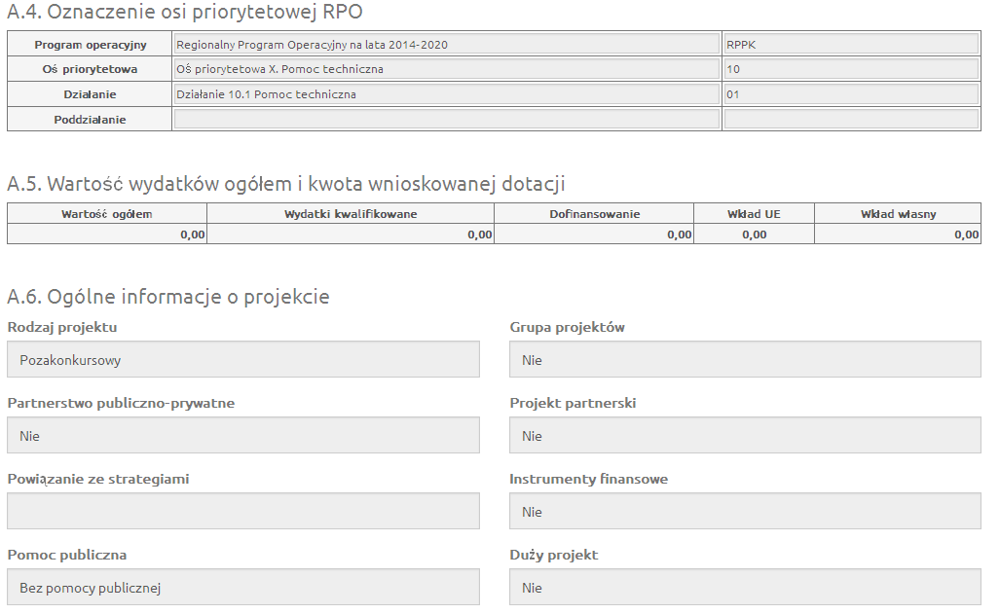 A.4. Oznaczenie osi priorytetowej RPO
Program operacyjny Regionalny Program Operacyjny na lata 2014-2020 RPPK
Oś priorytetowa Oś priorytetowa X. Pomoc techniczna 10
Działanie Działanie 10.1 Pomoc techniczna 01
Poddziałanie
A.5. Wartość wydatków ogółem i kwota wnioskowanej dotacji
Wartość ogółem Wydatki kwalifikowane Dofinansowanie Wkład UE Wkład własny
0,00 0,00 0,00 0,00 0,00
A.6. Ogólne informacje o projekcie
Rodzaj projektu Grupa projektów
Pozakonkursowy Nie
Partnerstwo publiczno-prywatne Projekt partnerski
Nie Nie
Powiązanie ze strategiami Instrumenty finansowe
Nie
Pomoc publiczna Duży projekt
Bez pomocy publicznej Nie